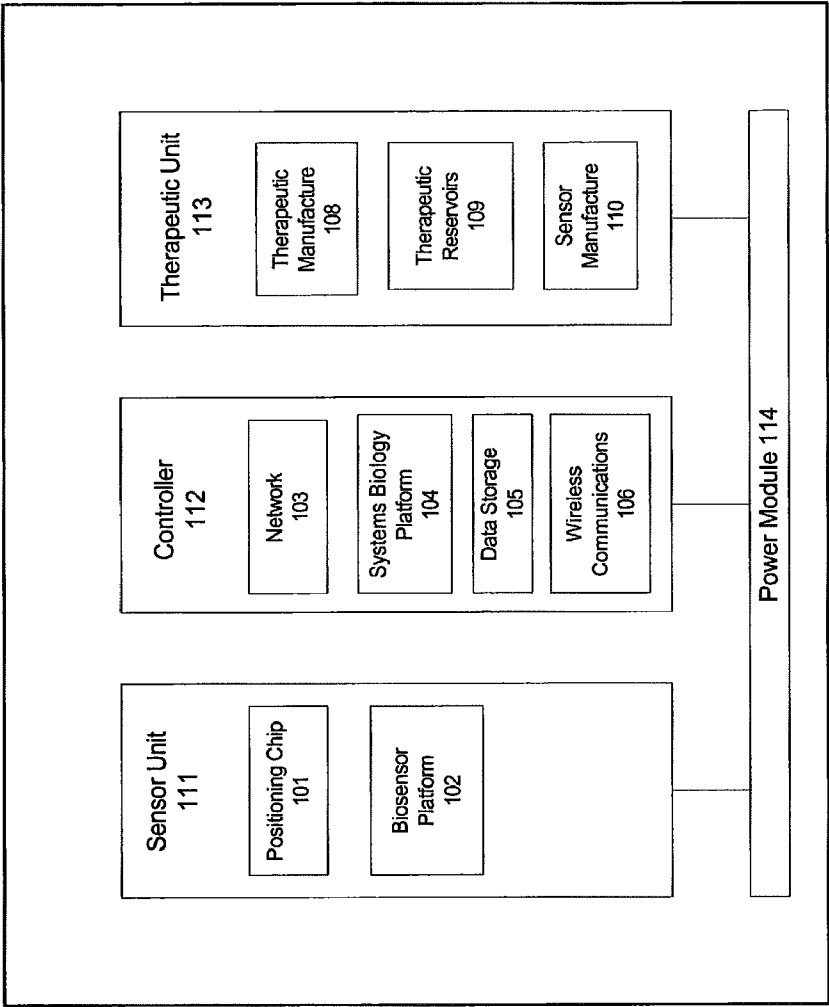 Sensor Unit
111
Positioning Chip
101
Biosensor
Platform
102
Controller
112
Network
103
Systems Biology
Platform
104
Data Storage
105
Wireless
Communications
106
Therapeutic Unit
113
Therapeutic
Manufacture
108
Therapeutic
Reservoirs
109
Sensor
Manufacture
110
Power Module 114